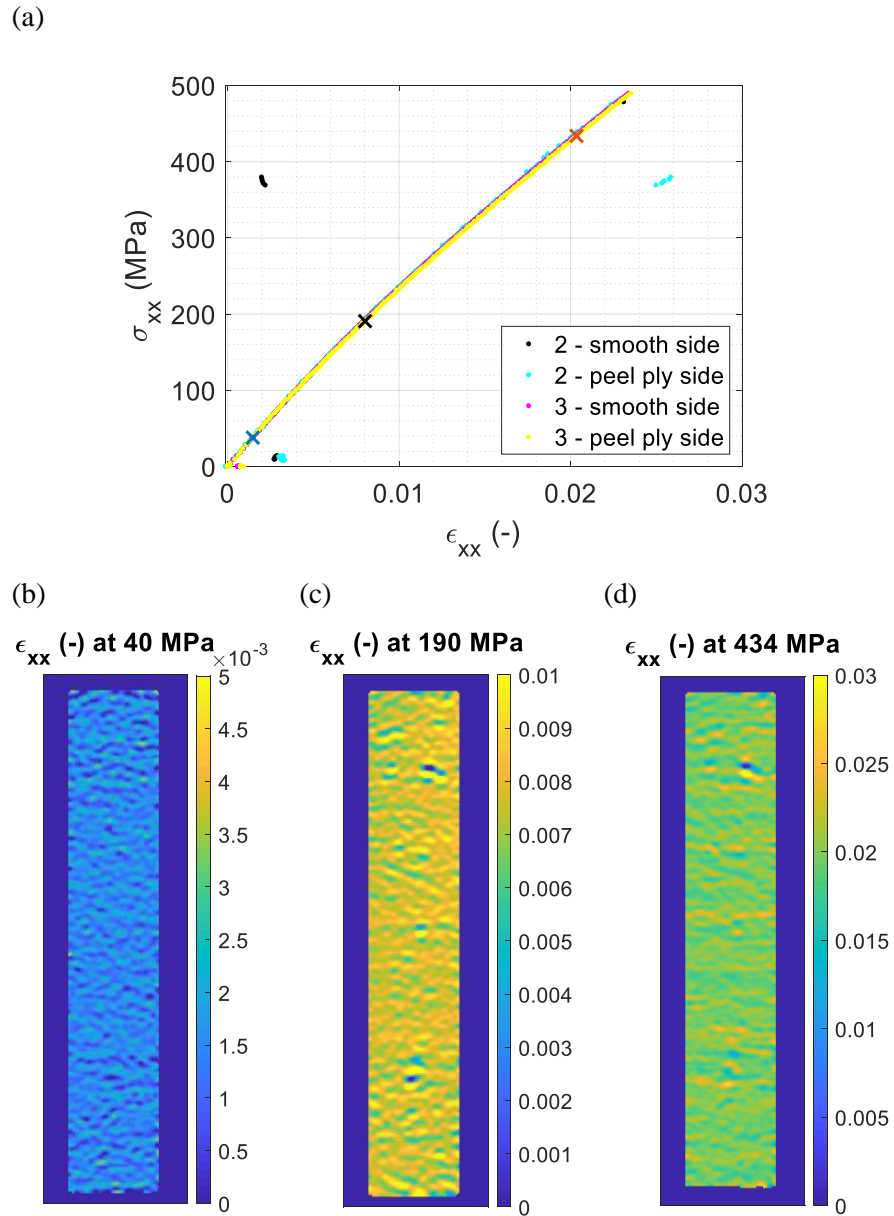 (a)
500
400
300
200
100
0
σxx (MPa)
0 0.01 0.02 0.03
ϵxx (-)
2 - smooth side
2 - peel ply side
3 - smooth side
3 - peel ply side
(b)
ϵxx (-) at 40 MPa
×10-3
5
4.5
4
3.5
3
2.5
2
1.5
1
0.5
0
(c)
ϵxx (-) at 190 MPa
0.01
0.009
0.008
0.007
0.006
0.005
0.004
0.003
0.002
0.001
0
(d)
ϵxx (-) at 434 MPa
0.03
0.025
0.02
0.015
0.01
0.005
0